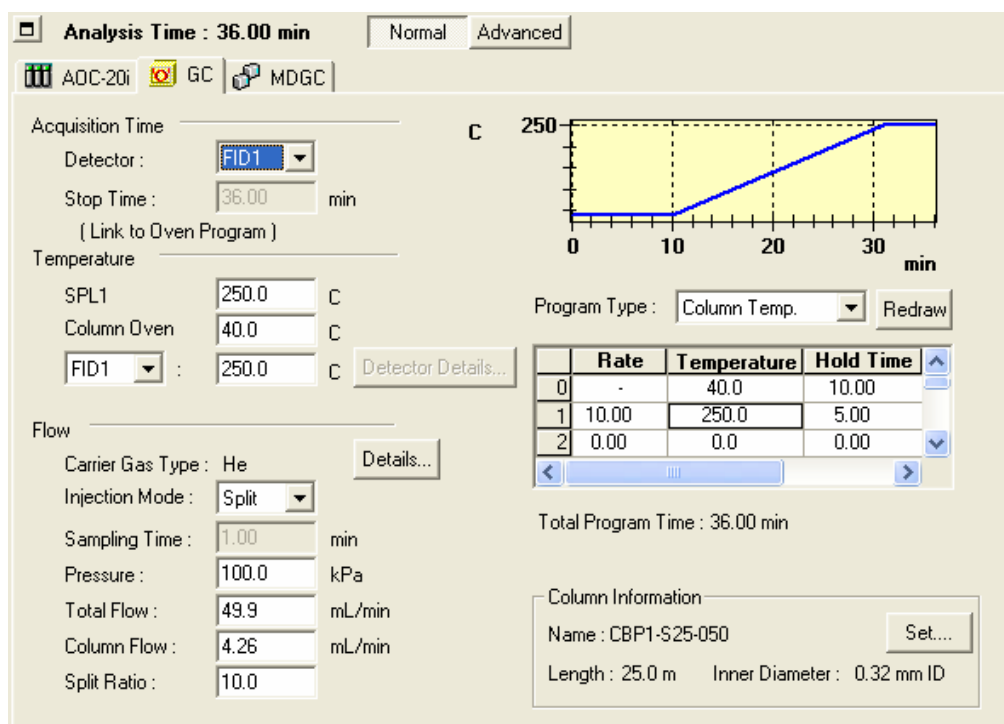 Analysis Time : 36.00 min Normal Advanced
AOC-20i GC MDGC
Acquisition Time
Detector : FID1
Stop Time : 36.00 min
( Link to Oven Program )
Temperature
SPL1 250.0 C
Column Oven 40.0 C
FID1 : 250.0 C Detector Details...
Flow
Carrier Gas Type : He Details...
Injection Mode : Split
Sampling Time : 1.00 min
Pressure : 100.0 kPa
Total Flow : 49.9 mL/min
Column Flow : 4.26 mL/min
Split Ratio : 10.0
C 250
0 10 20 30
min
Program Type : Column Temp. Redraw
Rate Temperature Hold Time
0 - 40.0 10.00
1 10.00 250.0 5.00
2 0.00 0.0 0.00
Total Program Time : 36.00 min
Column Information
Name : CBP1-S25-050 Set....
Length : 25.0 m Inner Diameter : 0.32 mm ID